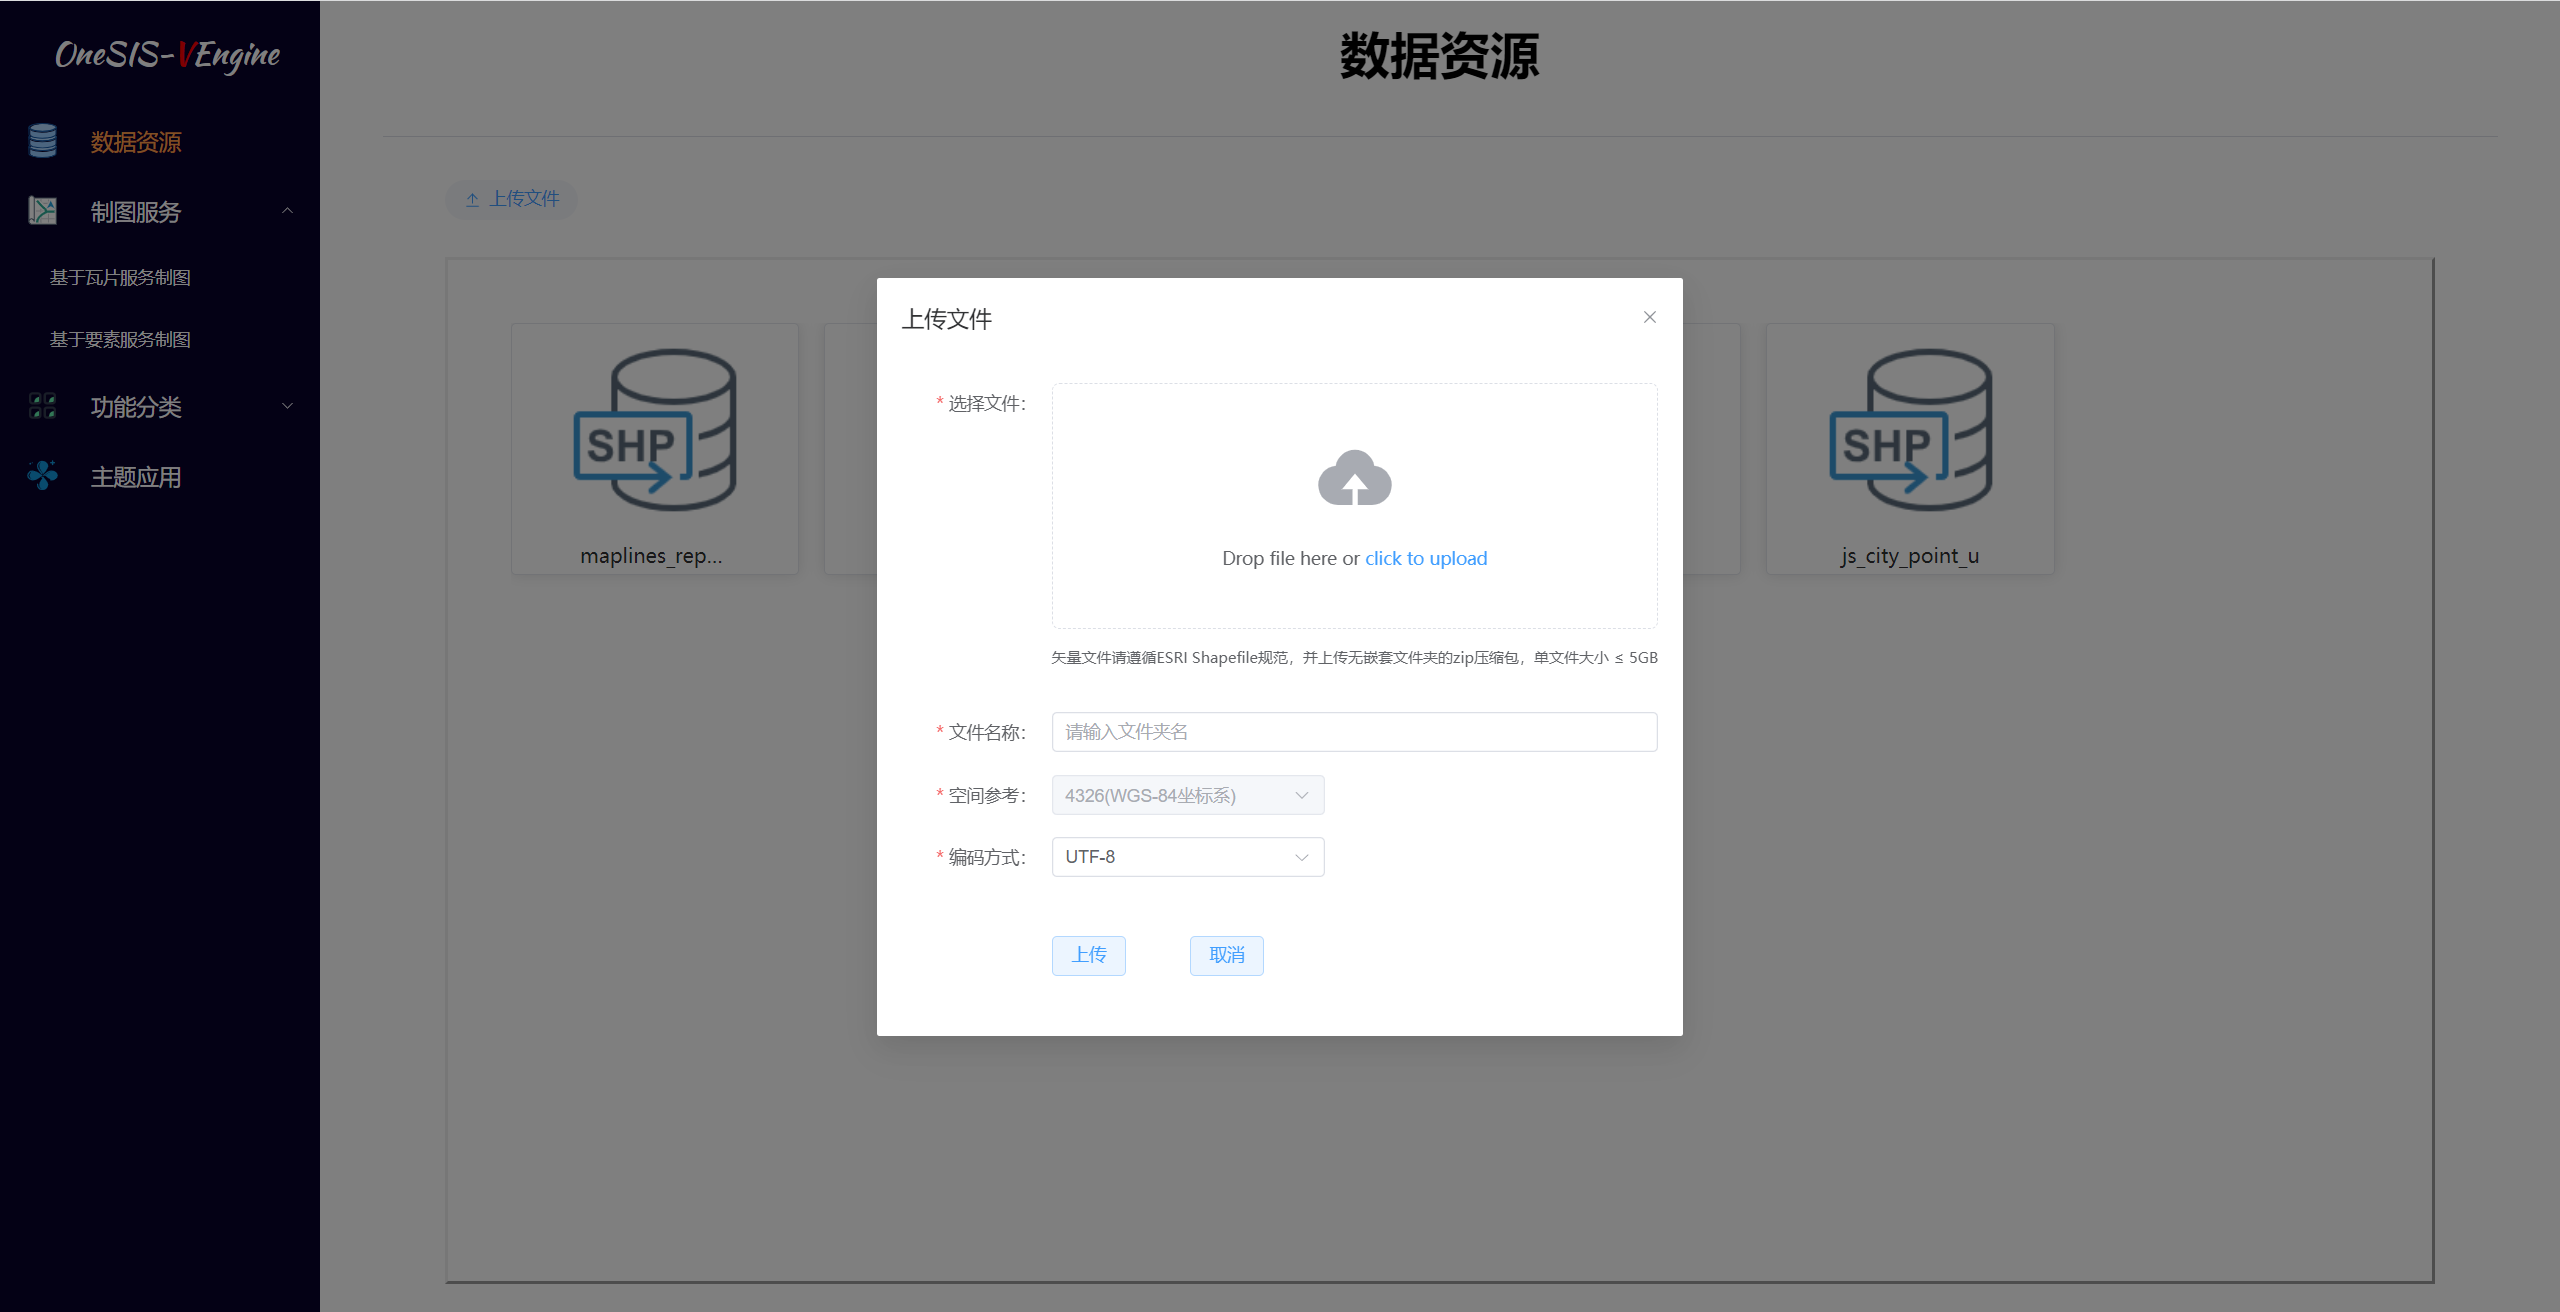 OneSIS-VEngine
数据资源
制图服务
基于瓦片服务制图
基于要素服务制图
功能分类
主题应用
数据资源
上传文件
SHP
maplines_rep...
SHP
js_city_point_u
上传文件
* 选择文件：
Drop file here or click to upload
矢量文件请遵循ESRI Shapefile规范，并上传无嵌套文件夹的zip压缩包，单文件大小 ≤ 5GB
* 文件名称： 请输入文件夹名
* 空间参考： 4326(WGS-84坐标系)
* 编码方式： UTF-8
上传 取消